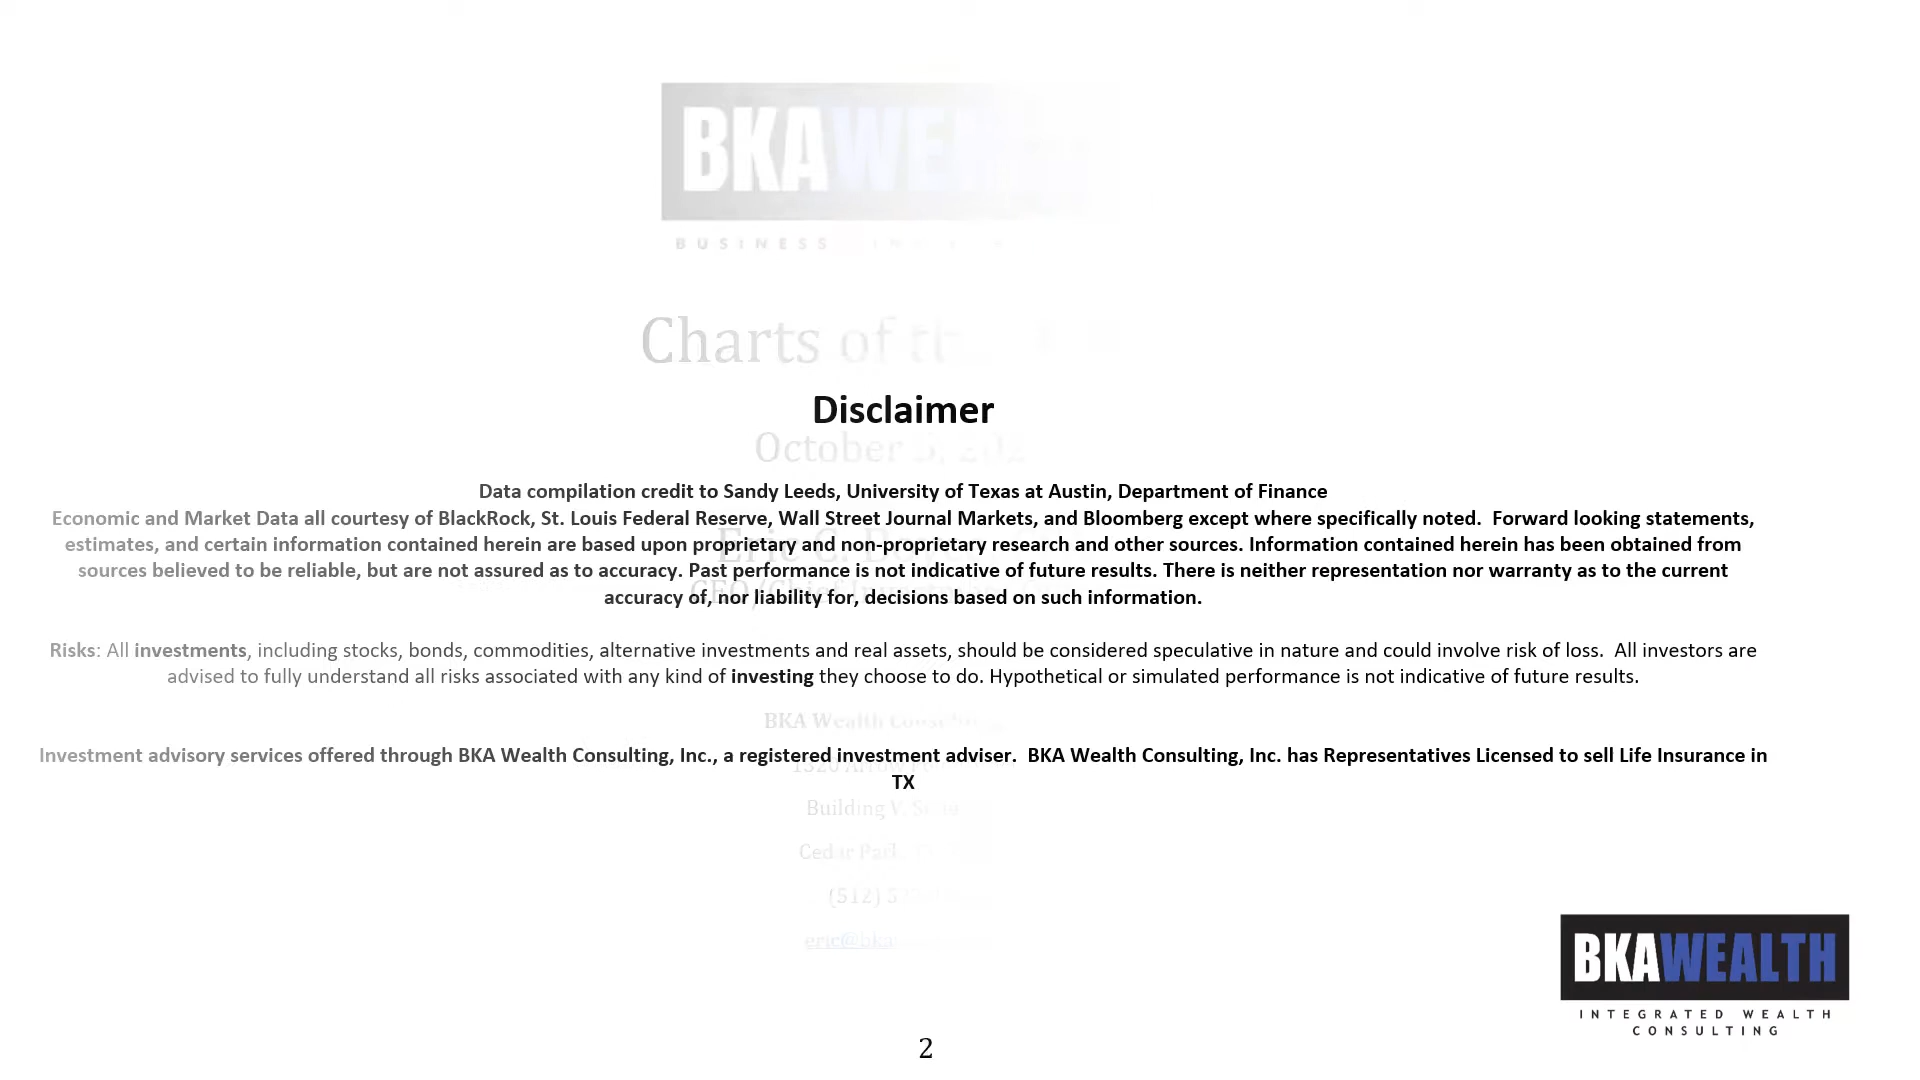 BKAWE
BUSINESS
Charts of
Disclaimer
October
Data compilation credit to Sandy Leeds, University of Texas at Austin, Department of Finance
Economic and Market Data all courtesy of BlackRock, St. Louis Federal Reserve, Wall Street Journal Markets, and Bloomberg except where specifically noted.  Forward looking statements,
estimates, and certain information contained herein are based upon proprietary and non-proprietary research and other sources. Information contained herein has been obtained from
sources believed to be reliable, but are not assured as to accuracy. Past performance is not indicative of future results. There is neither representation nor warranty as to the current
accuracy of, nor liability for, decisions based on such information.
Risks: All investments, including stocks, bonds, commodities, alternative investments and real assets, should be considered speculative in nature and could involve risk of loss.  All investors are
advised to fully understand all risks associated with any kind of investing they choose to do. Hypothetical or simulated performance is not indicative of future results.
BKA Wealth
Investment advisory services offered through BKA Wealth Consulting, Inc., a registered investment adviser.  BKA Wealth Consulting, Inc. has Representatives Licensed to sell Life Insurance in
TX
Building V,
Cedar Park,
(512)
eric@bka
BKAWEALTH
INTEGRATED WEALTH
CONSULTING
2